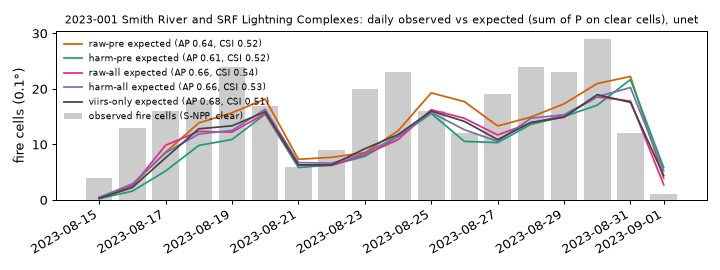 2023-001 Smith River and SRF Lightning Complexes: daily observed vs expected (sum of P on clear cells), unet
raw-pre expected (AP 0.64, CSI 0.52)
harm-pre expected (AP 0.61, CSI 0.52)
raw-all expected (AP 0.66, CSI 0.54)
harm-all expected (AP 0.66, CSI 0.53)
viirs-only expected (AP 0.68, CSI 0.51)
observed fire cells (S-NPP, clear)
fire cells (0.1°)
30
20
10
0
2023-08-15
2023-08-17
2023-08-19
2023-08-21
2023-08-23
2023-08-25
2023-08-27
2023-08-29
2023-08-31
2023-09-01